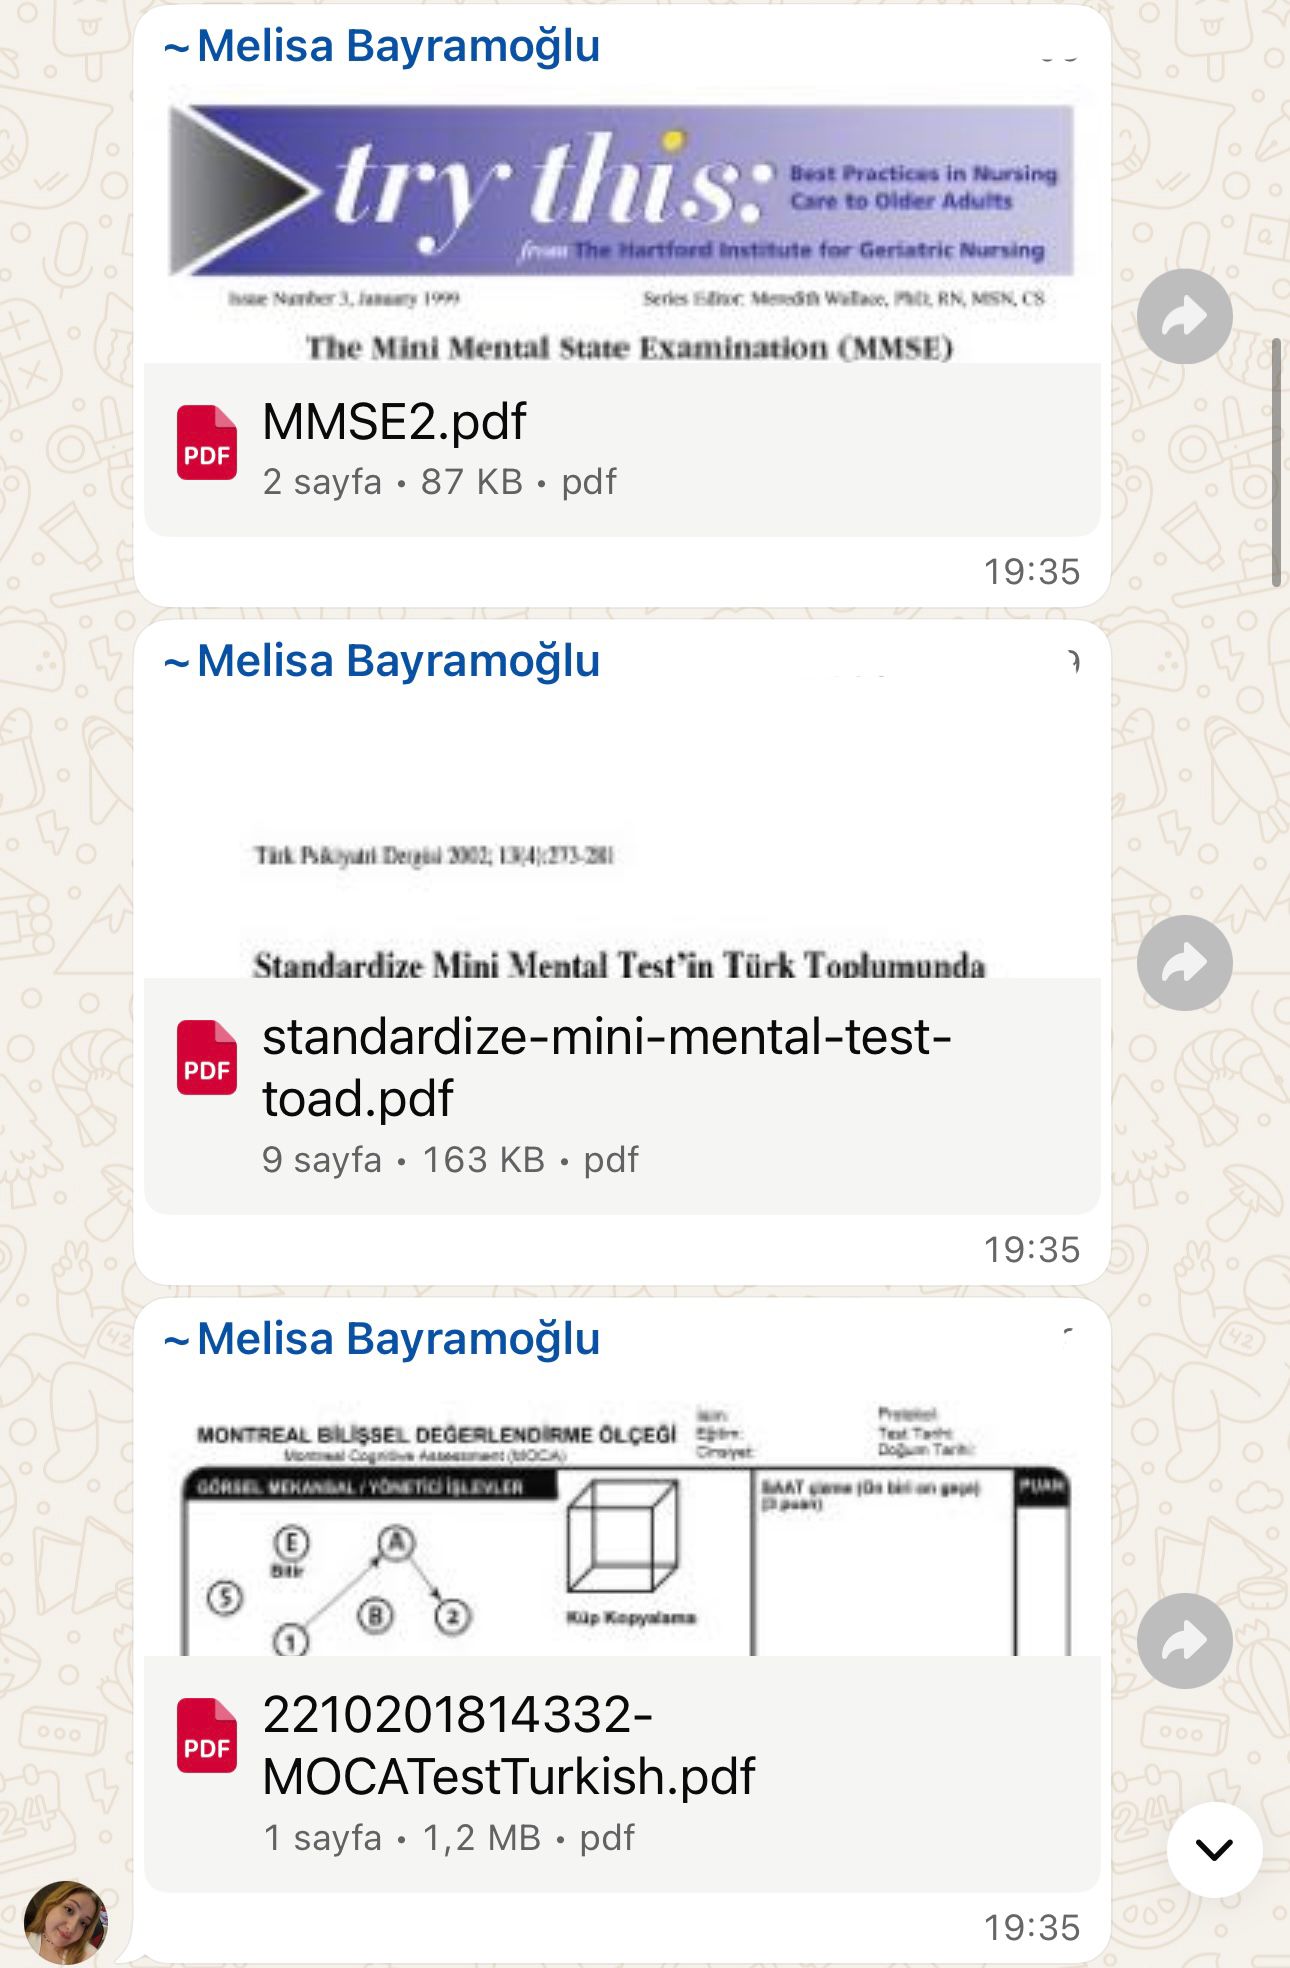 ~ Melisa Bayramoğlu
try this:
Best Practices in Nursing
Care to Older Adults
from The Hartford Institute for Geriatric Nursing
Issue Number 3, January 1999
Series Editor: Meredith Wallace, PhD, RN, MSN, CS
The Mini Mental State Examination (MMSE)
PDF
MMSE2.pdf
2 sayfa • 87 KB • pdf
19:35
~ Melisa Bayramoğlu
Türk Psikiyatri Dergisi 2002; 13(4):273-281
Standardize Mini Mental Test'in Türk Toplumunda
PDF
standardize-mini-mental-test-
toad.pdf
9 sayfa • 163 KB • pdf
19:35
~ Melisa Bayramoğlu
MONTREAL BİLİŞSEL DEĞERLENDİRME ÖLÇEĞİ
Montreal Cognitive Assessment (MOCA)
İsim:
Eğitim:
Cinsiyet:
Protokol:
Test Tarihi:
Doğum Tarihi:
GÖRSEL MEKANSAL / YÖNETİCİ İŞLEVLER
SAAT çizme (On biri on geçe)
(3 puan)
PUAN
E
A
Bitir
5
B
2
1
Küp Kopyalama
PDF
2210201814332-
MOCATestTurkish.pdf
1 sayfa • 1,2 MB • pdf
19:35